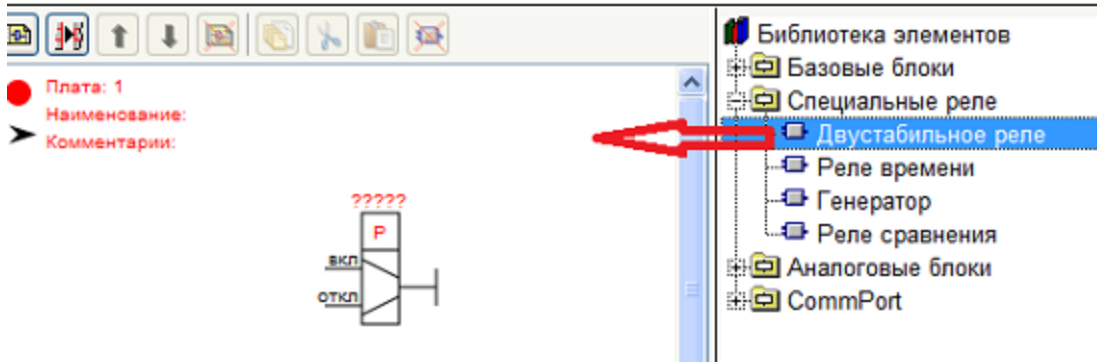 Плата: 1
Наименование:
Комментарии:
?????
P
вкл
откл
Библиотека элементов
Базовые блоки
Специальные реле
Двустабильное реле
Реле времени
Генератор
Реле сравнения
Аналоговые блоки
CommPort